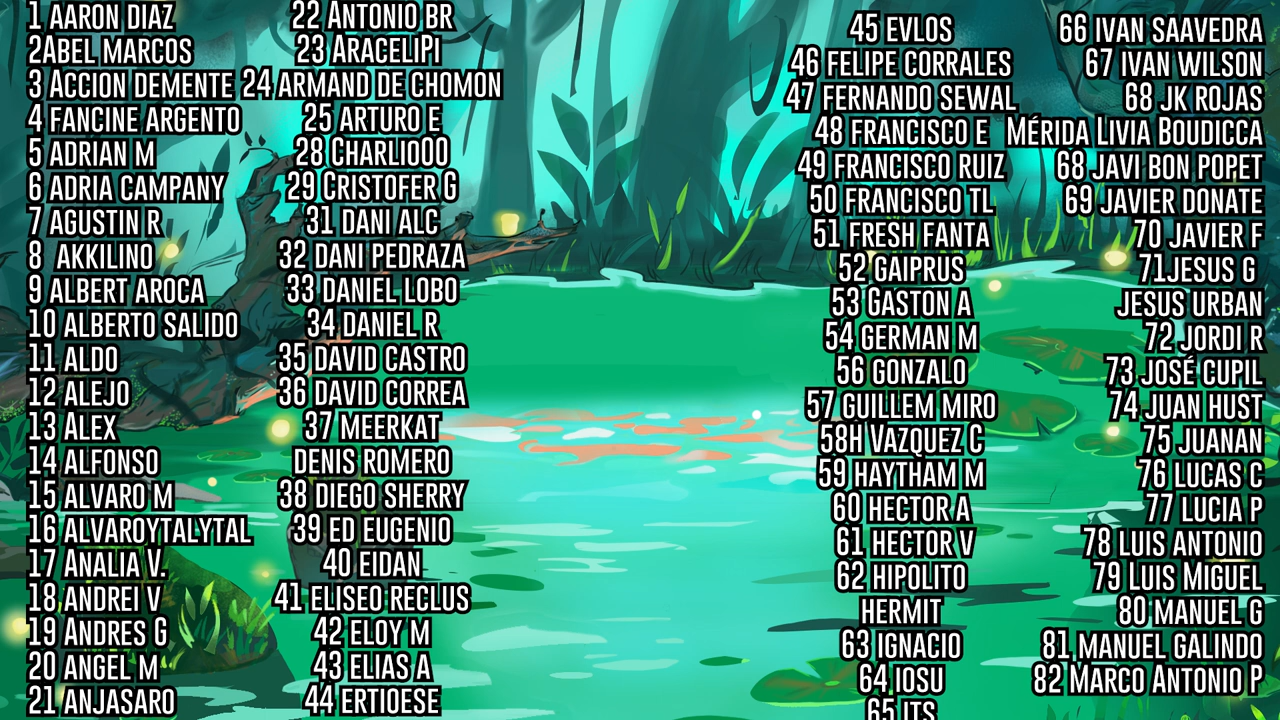 1 AARON DIAZ
2ABEL MARCOS
3 ACCION DEMENTE
4 FANCINE ARGENTO
5 ADRIAN M
6 ADRIA CAMPANY
7 AGUSTIN R
8 AKKILINO
9 ALBERT AROCA
10 ALBERTO SALIDO
11 ALDO
12 ALEJO
13 ALEX
14 ALFONSO
15 ALVARO M
16 ALVAROYTALYTAL
17 ANALIA V.
18 ANDREI V
19 ANDRES G
20 ANGEL M
21 ANJASARO
22 ANTONIO BR
23 ARACELIPI
24 ARMAND DE CHOMON
25 ARTURO E
28 CHARLIO00
29 CRISTOFER G
31 DANI ALC
32 DANI PEDRAZA
33 DANIEL LOBO
34 DANIEL R
35 DAVID CASTRO
36 DAVID CORREA
37 MEERKAT
DENIS ROMERO
38 DIEGO SHERRY
39 ED EUGENIO
40 EIDAN
41 ELISEO RECLUS
42 ELOY M
43 ELIAS A
44 ERTIOESE
45 EVLOS
46 FELIPE CORRALES
47 FERNANDO SEWAL
48 FRANCISCO E
49 FRANCISCO RUIZ
50 FRANCISCO TL
51 FRESH FANTA
52 GAIPRUS
53 GASTON A
54 GERMAN M
56 GONZALO
57 GUILLEM MIRO
58H VAZQUEZ C
59 HAYTHAM M
60 HECTOR A
61 HECTOR V
62 HIPOLITO
HERMIT
63 IGNACIO
64 IOSU
65 ITS
66 IVAN SAAVEDRA
67 IVAN WILSON
68 JK ROJAS
MÉRIDA LIVIA BOUDICCA
68 JAVI BON POPET
69 JAVIER DONATE
70 JAVIER F
71JESUS G
JESUS URBAN
72 JORDI R
73 JOSÉ CUPIL
74 JUAN HUST
75 JUANAN
76 LUCAS C
77 LUCIA P
78 LUIS ANTONIO
79 LUIS MIGUEL
80 MANUEL G
81 MANUEL GALINDO
82 MARCO ANTONIO P